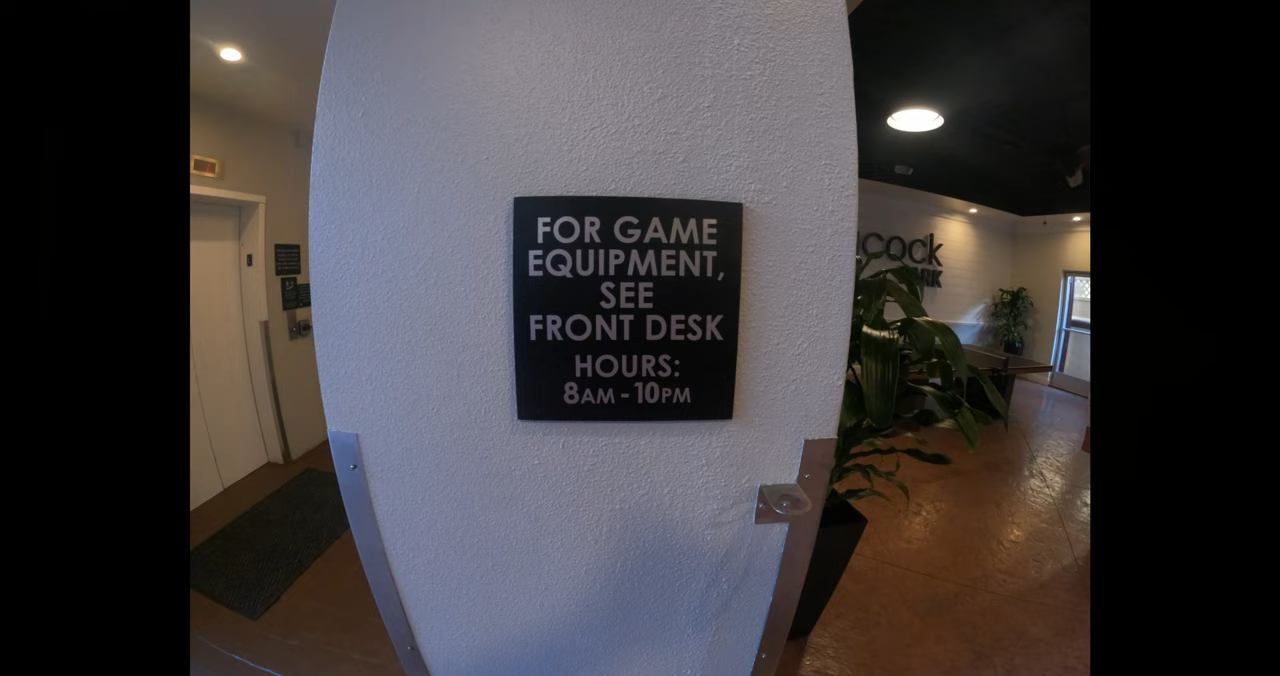 FOR GAME
EQUIPMENT,
SEE
FRONT DESK
HOURS:
8AM - 10PM